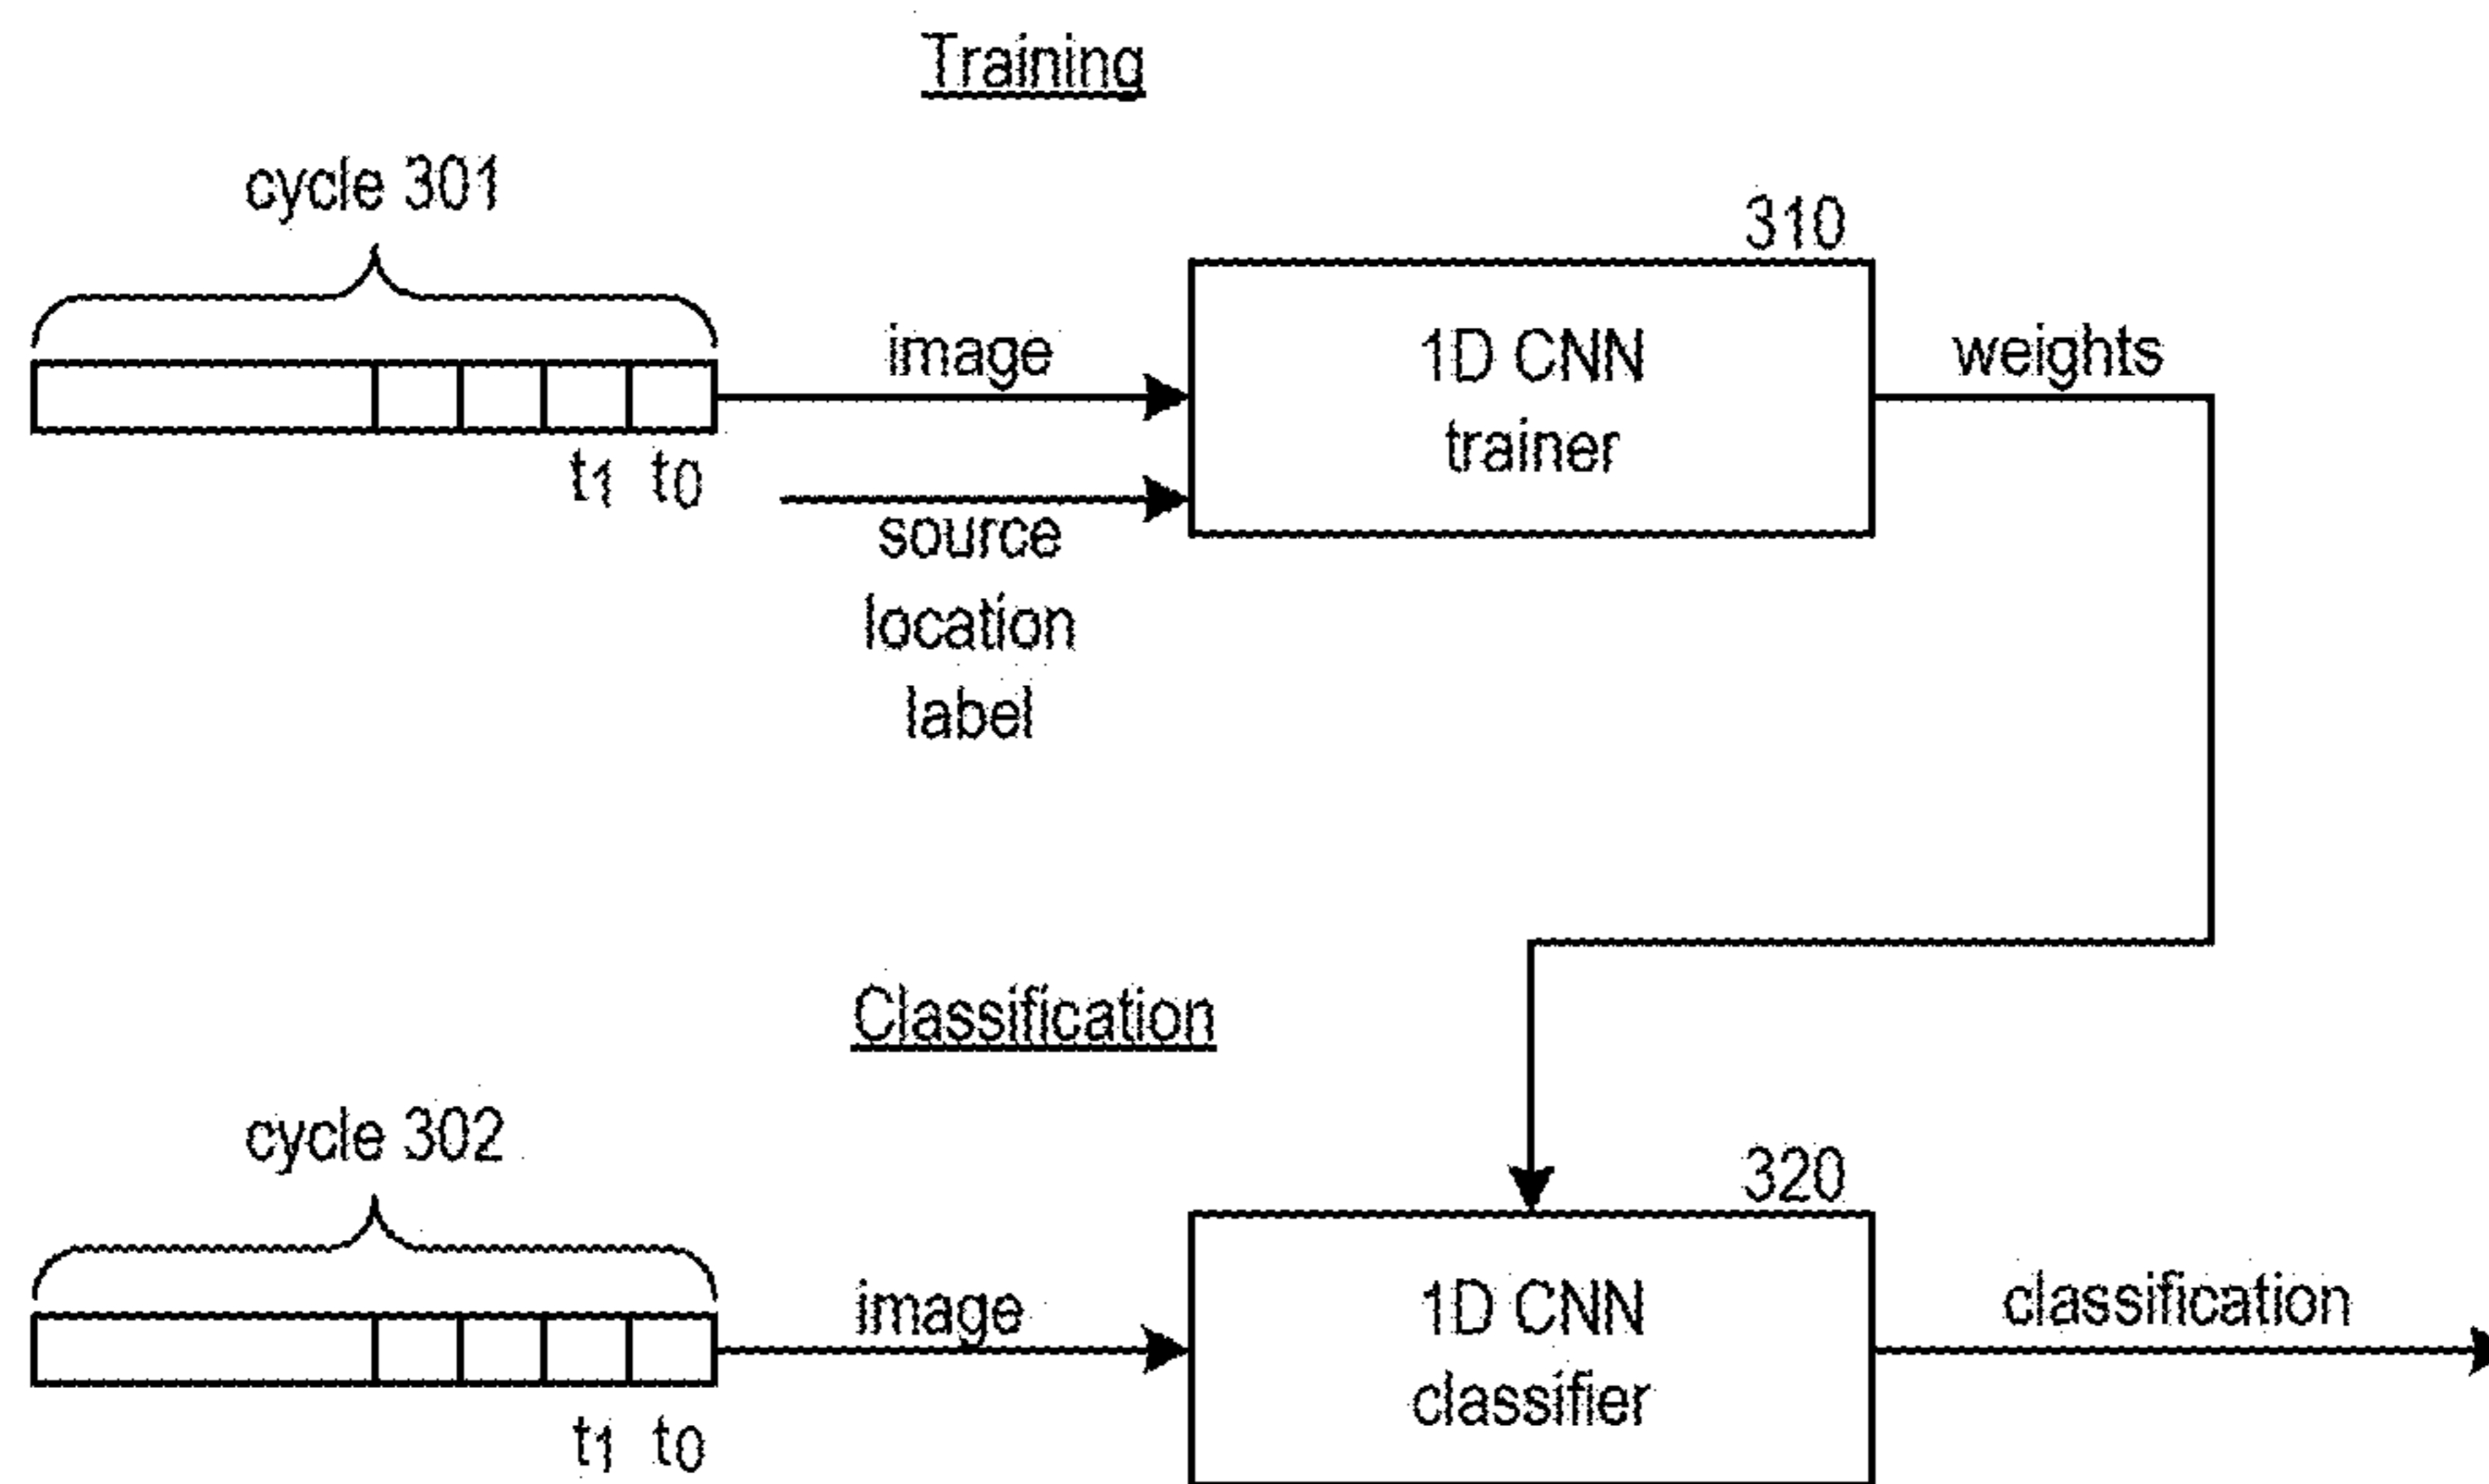 Training
cycle 301
310
image
1D CNN
trainer
weights
t1 t0
source
location
label
Classification
cycle 302
320
image
1D CNN
classifier
classification
t1 t0